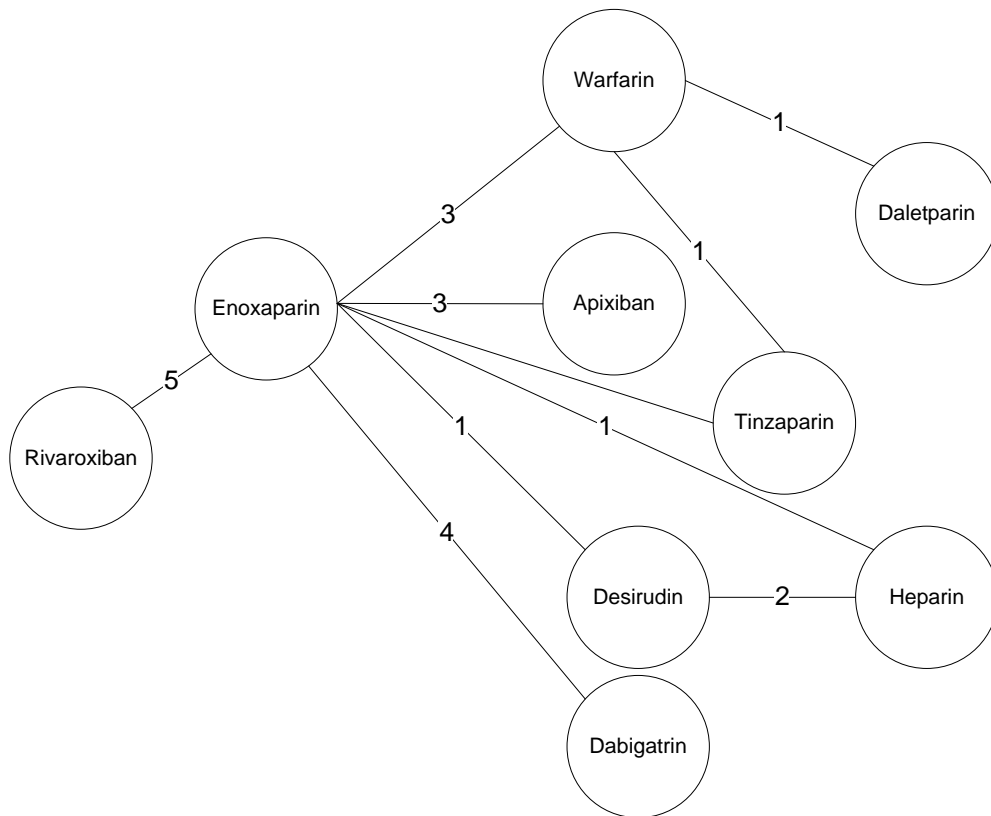 Warfarin
1
Daletparin
3
1
Enoxaparin
3
Apixiban
5
1
1
Tinzaparin
Rivaroxiban
4
Desirudin
2
Heparin
Dabigatrin